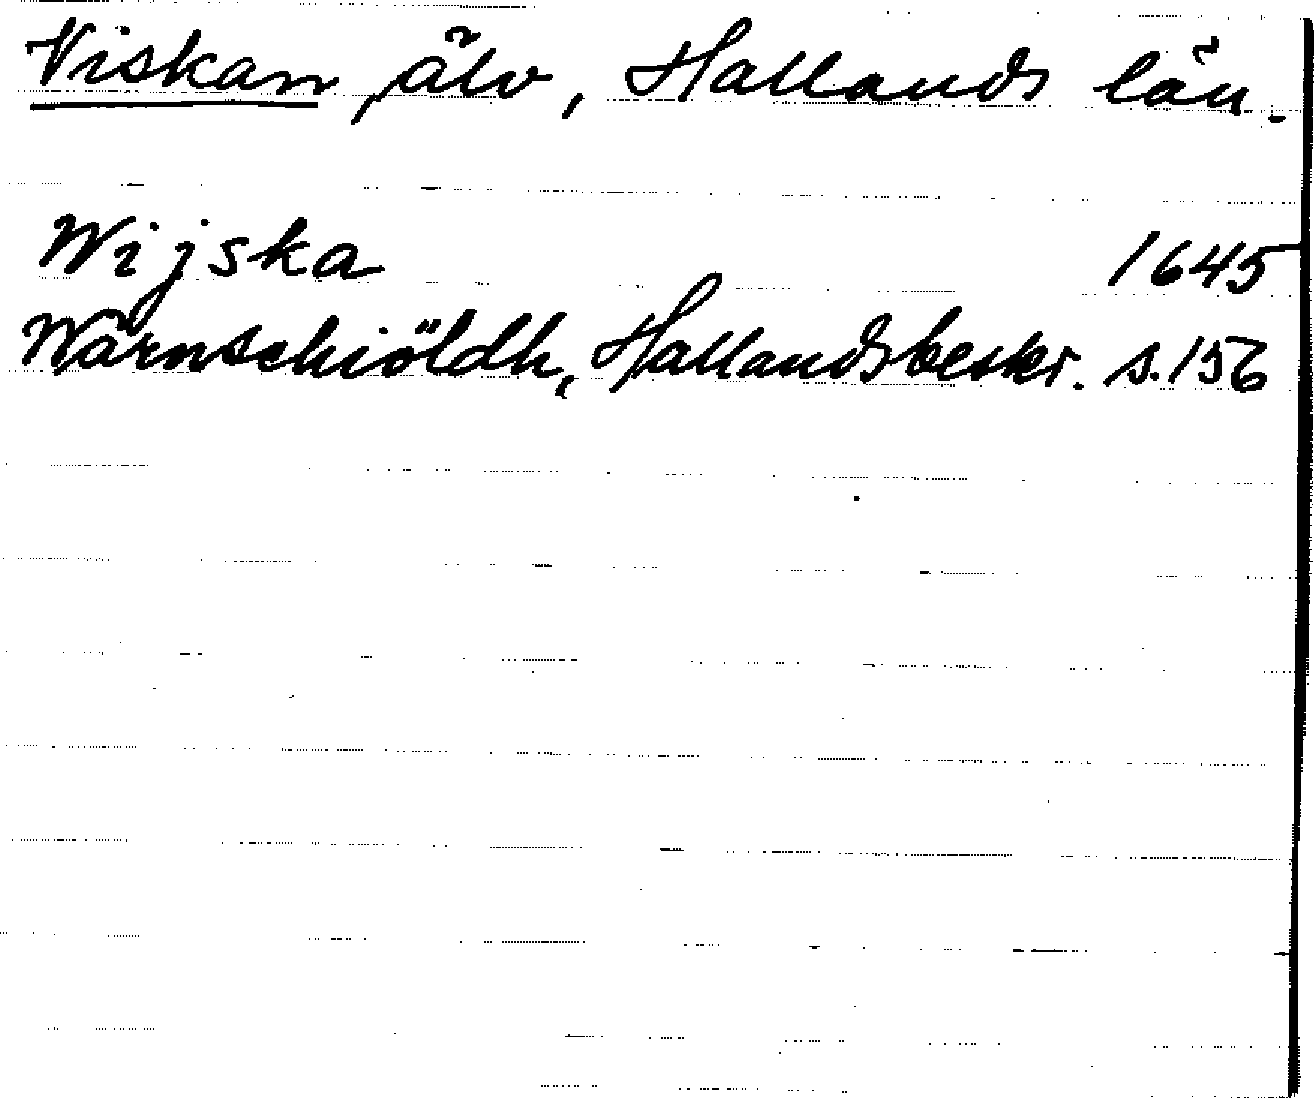 Viskan, älv, Hallands län.
Wijska 1645
Wärnschiöldh, Hallandsbeskr. s. 156